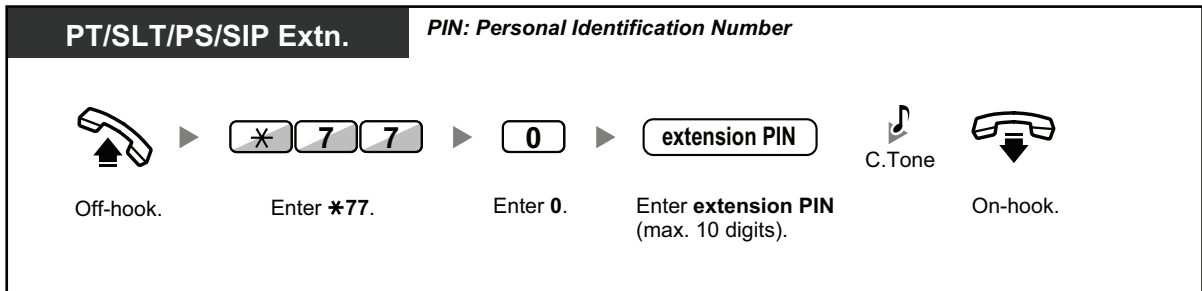 PT/SLT/PS/SIP Extn.
PIN: Personal Identification Number
✳ 7 7
0
extension PIN
C.Tone
Off-hook.
Enter ✳77.
Enter 0.
Enter extension PIN
(max. 10 digits).
On-hook.